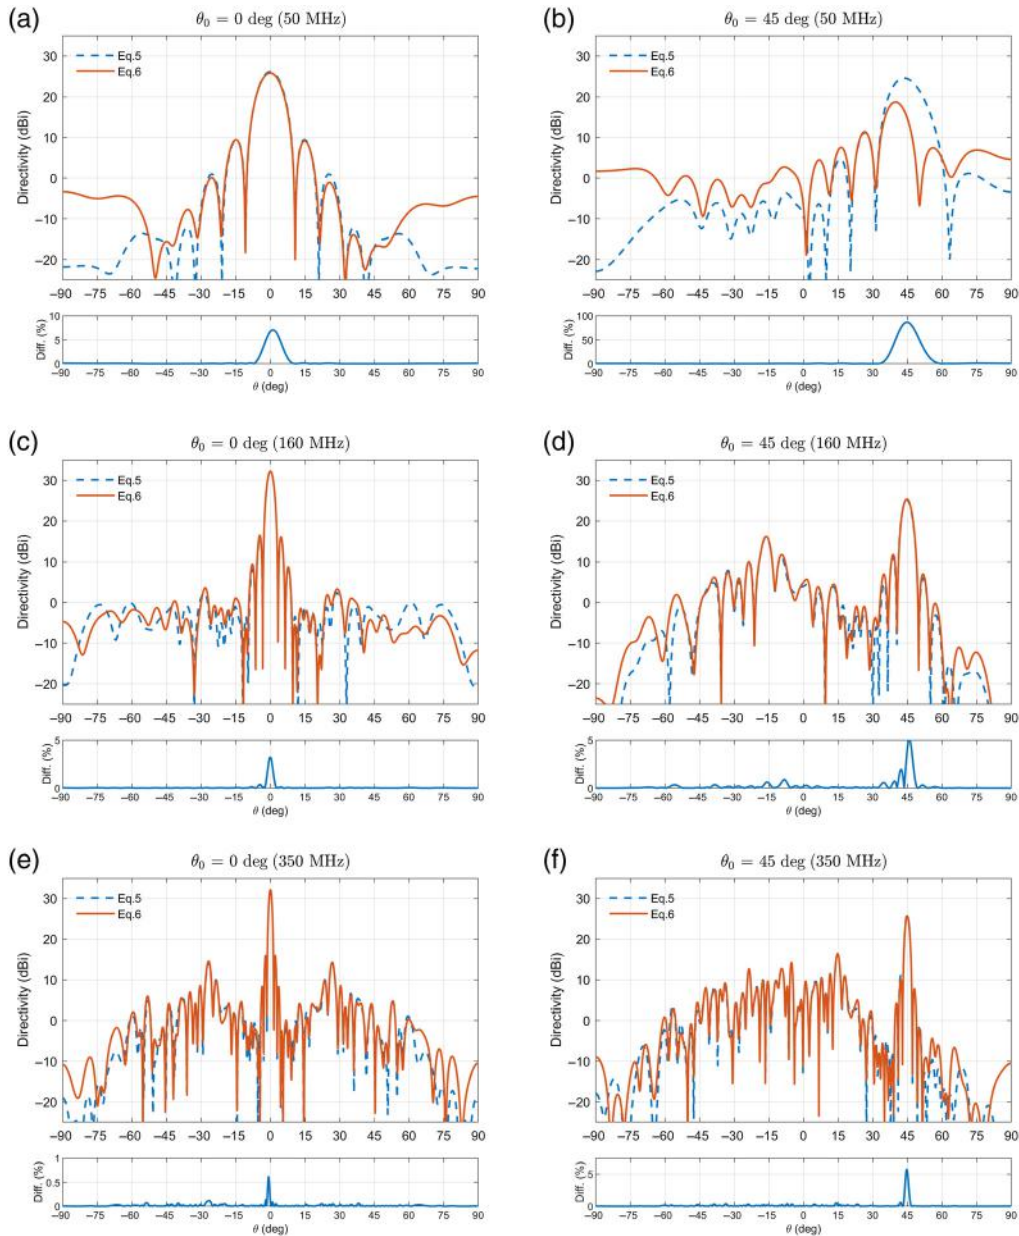 (a)
θ₀ = 0 deg (50 MHz)
Directivity (dBi)
30
20
10
0
−10
−20
Eq.5
Eq.6
−90 −75 −60 −45 −30 −15 0 15 30 45 60 75 90
Diff. (%)
10
5
0
−90 −75 −60 −45 −30 −15 0 15 30 45 60 75 90
θ (deg)
(b)
θ₀ = 45 deg (50 MHz)
Directivity (dBi)
30
20
10
0
−10
−20
Eq.5
Eq.6
−90 −75 −60 −45 −30 −15 0 15 30 45 60 75 90
Diff. (%)
100
50
0
−90 −75 −60 −45 −30 −15 0 15 30 45 60 75 90
θ (deg)
(c)
θ₀ = 0 deg (160 MHz)
Directivity (dBi)
30
20
10
0
−10
−20
Eq.5
Eq.6
−90 −75 −60 −45 −30 −15 0 15 30 45 60 75 90
Diff. (%)
5
0
−90 −75 −60 −45 −30 −15 0 15 30 45 60 75 90
θ (deg)
(d)
θ₀ = 45 deg (160 MHz)
Directivity (dBi)
30
20
10
0
−10
−20
Eq.5
Eq.6
−90 −75 −60 −45 −30 −15 0 15 30 45 60 75 90
Diff. (%)
5
0
−90 −75 −60 −45 −30 −15 0 15 30 45 60 75 90
θ (deg)
(e)
θ₀ = 0 deg (350 MHz)
Directivity (dBi)
30
20
10
0
−10
−20
Eq.5
Eq.6
−90 −75 −60 −45 −30 −15 0 15 30 45 60 75 90
Diff. (%)
1
0.5
0
−90 −75 −60 −45 −30 −15 0 15 30 45 60 75 90
θ (deg)
(f)
θ₀ = 45 deg (350 MHz)
Directivity (dBi)
30
20
10
0
−10
−20
Eq.5
Eq.6
−90 −75 −60 −45 −30 −15 0 15 30 45 60 75 90
Diff. (%)
5
0
−90 −75 −60 −45 −30 −15 0 15 30 45 60 75 90
θ (deg)